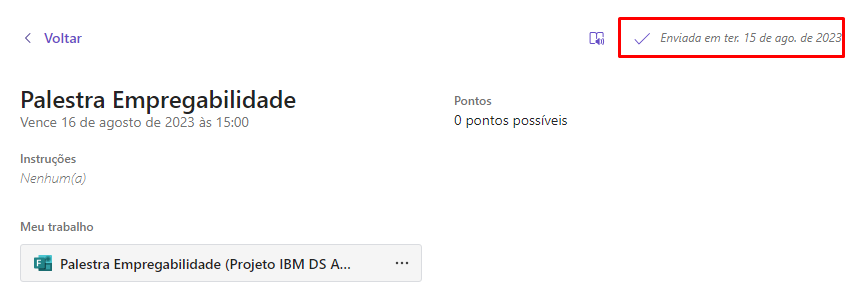 Voltar
Enviada em ter. 15 de ago. de 2023
Palestra Empregabilidade
Vence 16 de agosto de 2023 às 15:00
Pontos
0 pontos possíveis
Instruções
Nenhum(a)
Meu trabalho
Palestra Empregabilidade (Projeto IBM DS A...